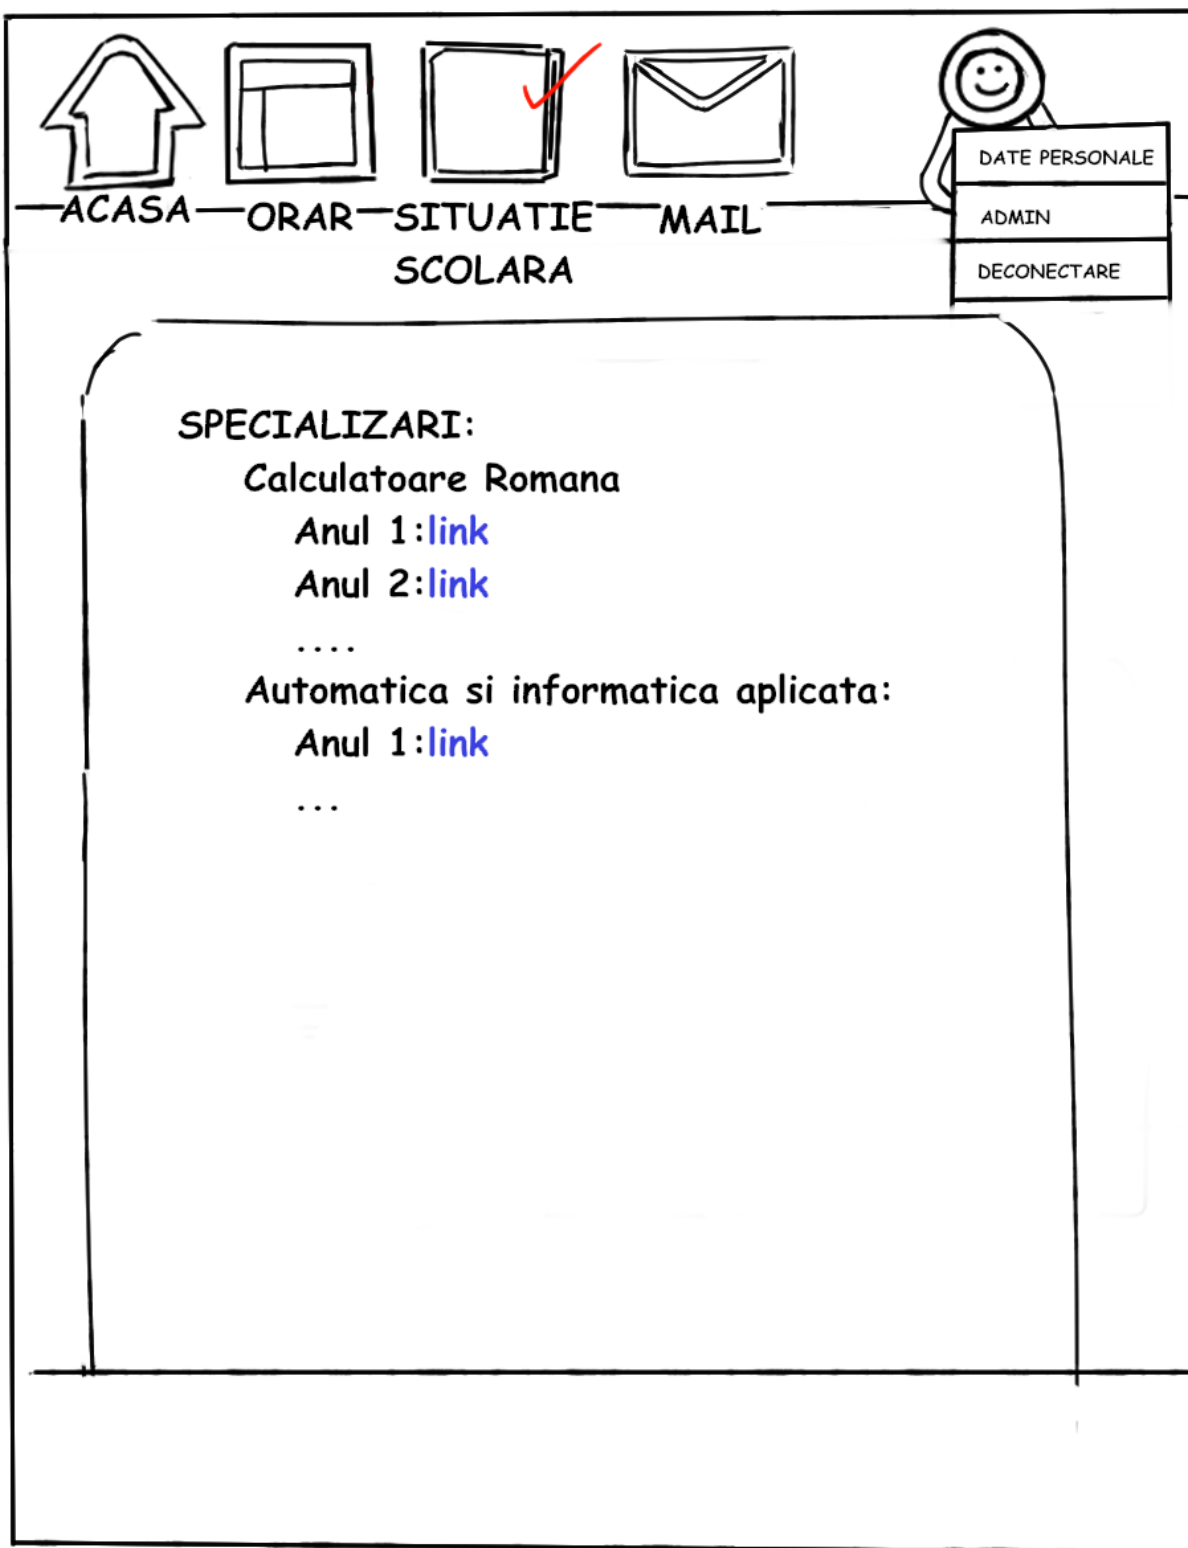 ACASA ORAR SITUATIE MAIL
SCOLARA
DATE PERSONALE
ADMIN
DECONECTARE
SPECIALIZARI:
Calculatoare Romana
Anul 1:link
Anul 2:link
....
Automatica si informatica aplicata:
Anul 1:link
...